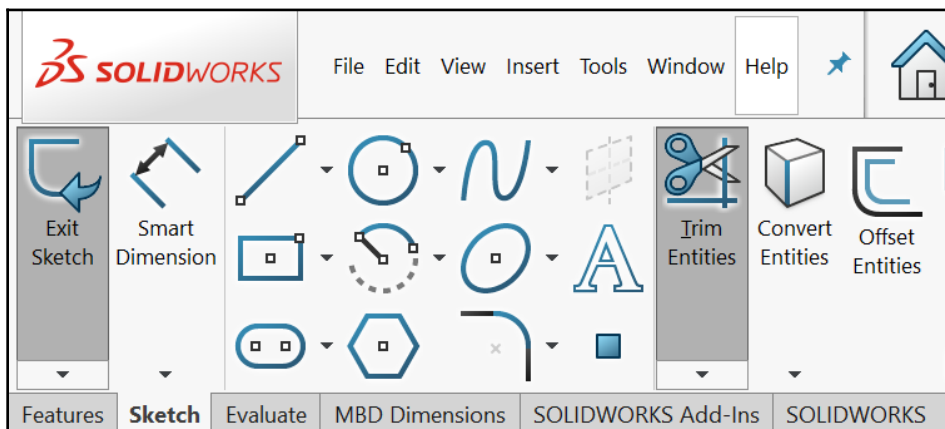 SOLIDWORKS File Edit View Insert Tools Window Help
Exit Sketch
Smart Dimension
A
Trim Entities
Convert Entities
Offset Entities
Features Sketch Evaluate MBD Dimensions SOLIDWORKS Add-Ins SOLIDWORKS